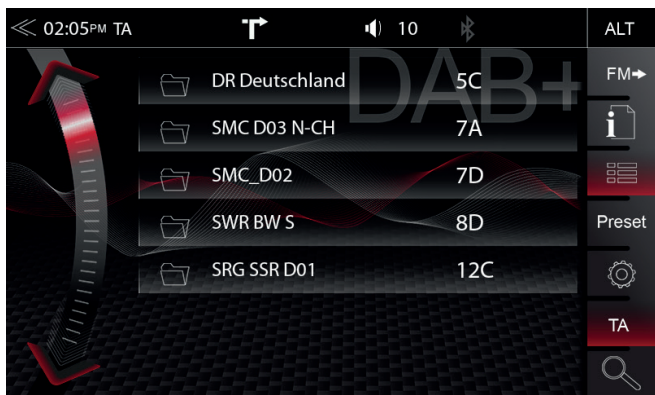 02:05PM TA 10 ALT
DAB+
DR Deutschland 5C
SMC D03 N-CH 7A
SMC_D02 7D
SWR BW S 8D
SRG SSR D01 12C
FM
i
Preset
TA